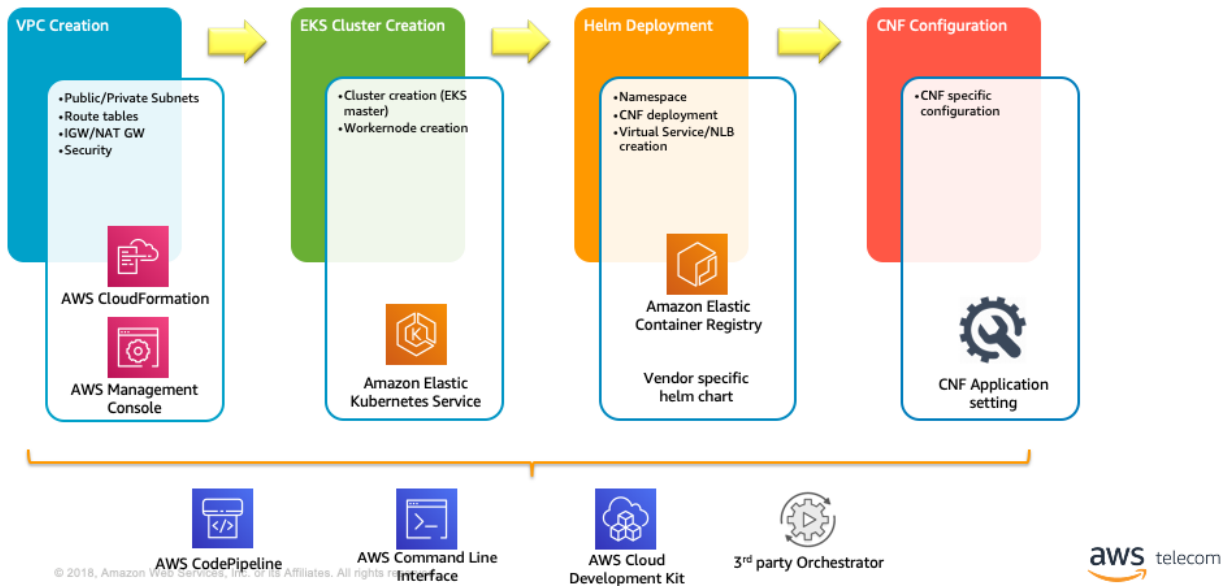 VPC Creation
EKS Cluster Creation
Helm Deployment
CNF Configuration
•Public/Private Subnets
•Route tables
•IGW/NAT GW
•Security
AWS CloudFormation
AWS Management
Console
•Cluster creation (EKS
master)
•Workernode creation
Amazon Elastic
Kubernetes Service
•Namespace
•CNF deployment
•Virtual Service/NLB
creation
Amazon Elastic
Container Registry
Vendor specific
helm chart
•CNF specific
configuration
CNF Application
setting
AWS CodePipeline
AWS Command Line
Interface
AWS Cloud
Development Kit
3rd party Orchestrator
© 2018, Amazon Web Services, Inc. or its Affiliates. All rights
aws telecom